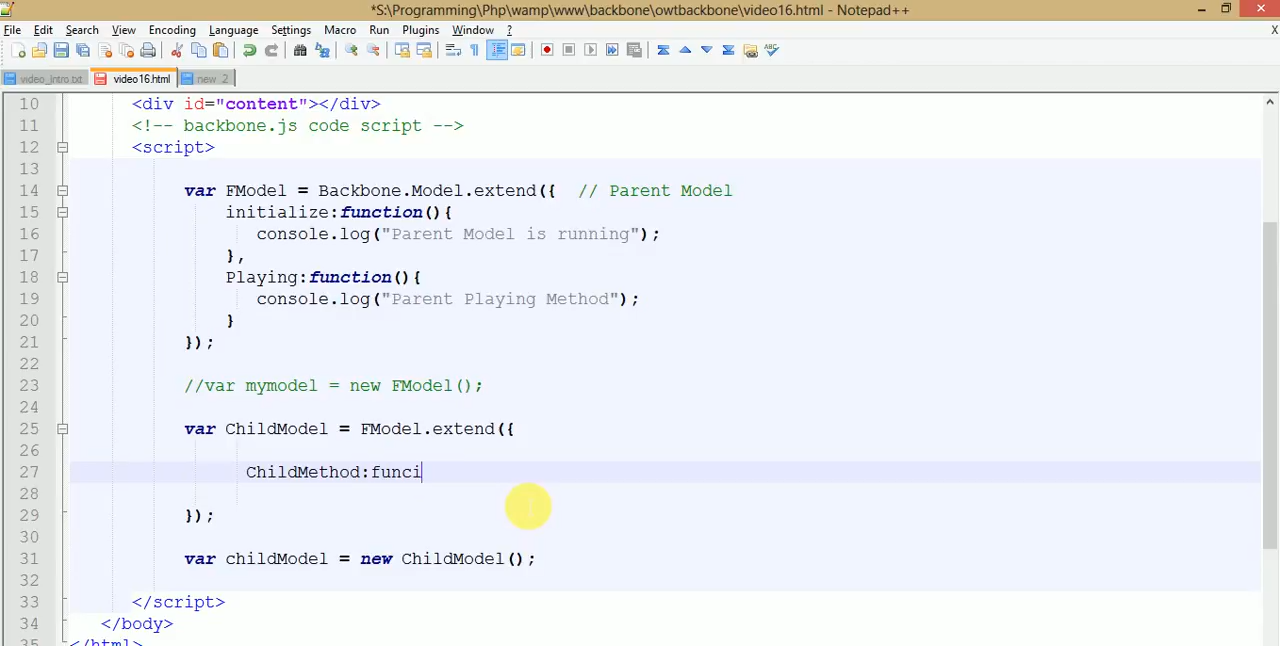 *S:\Programming\Php\wamp\www\backbone\owtbackbone\video16.html - Notepad++
File Edit Search View Encoding Language Settings Macro Run Plugins Window ? X
video_intro.txt video16.html new 2
10 <div id="content"></div>
11 <!-- backbone.js code script -->
12 <script>
13
14 var FModel = Backbone.Model.extend({ // Parent Model
15 initialize:function(){
16 console.log("Parent Model is running");
17 },
18 Playing:function(){
19 console.log("Parent Playing Method");
20 }
21 });
22
23 //var mymodel = new FModel();
24
25 var ChildModel = FModel.extend({
26
27 ChildMethod:funci
28
29 });
30
31 var childModel = new ChildModel();
32
33 </script>
34 </body>
35 </html>